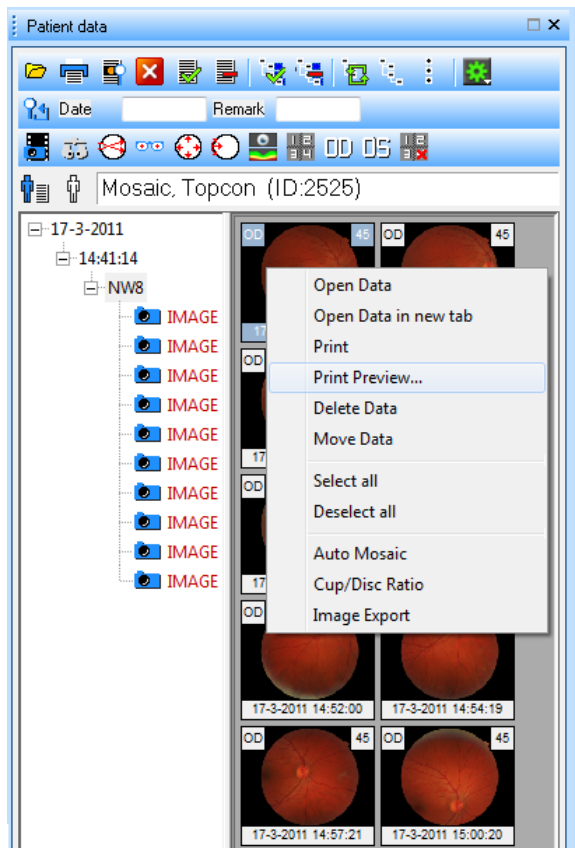 Patient data
Date
Remark
OD OS
Mosaic, Topcon (ID:2525)
17-3-2011
14:41:14
NW8
IMAGE
IMAGE
IMAGE
IMAGE
IMAGE
IMAGE
IMAGE
IMAGE
IMAGE
IMAGE
OD 45 OD 45
17
OD
17
OD
17
OD
Open Data
Open Data in new tab
Print
Print Preview...
Delete Data
Move Data
Select all
Deselect all
Auto Mosaic
Cup/Disc Ratio
Image Export
17-3-2011 14:52:00 17-3-2011 14:54:19
OD 45 OD 45
17-3-2011 14:57:21 17-3-2011 15:00:20